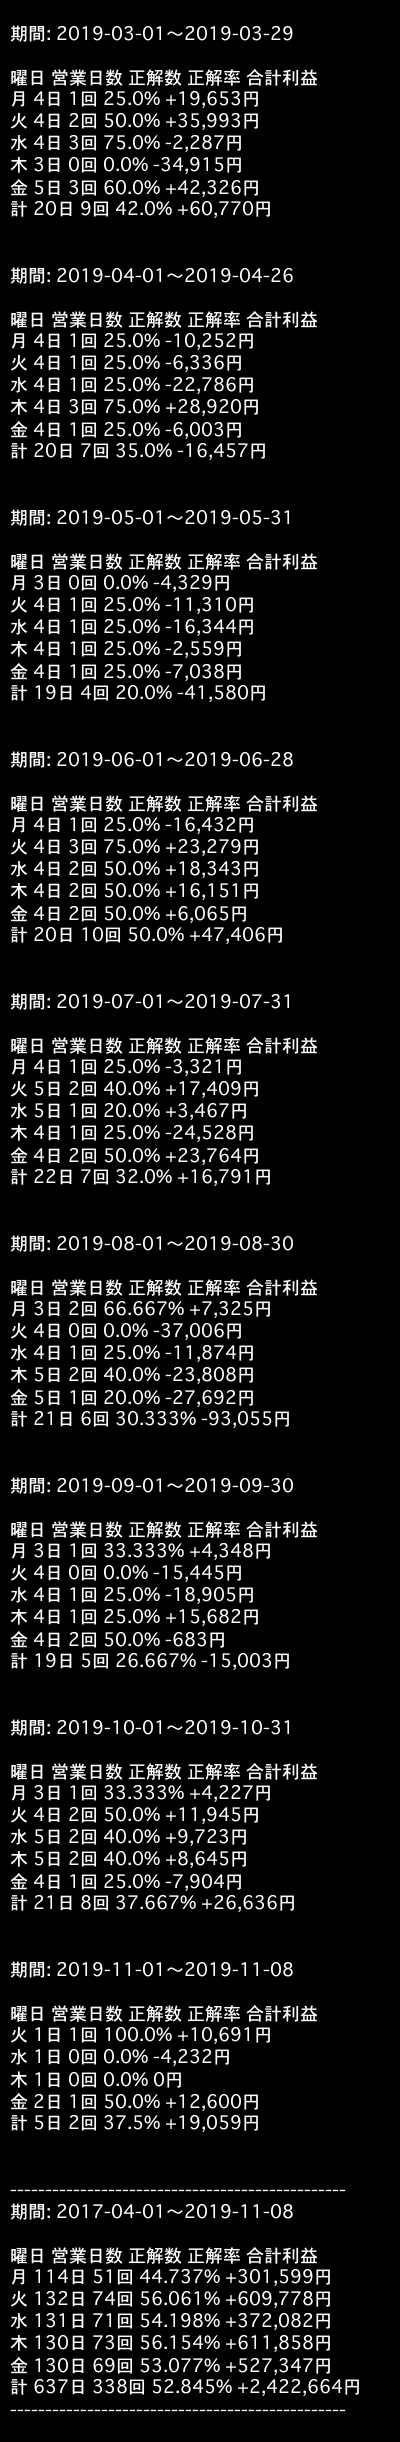 期間: 2019-03-01～2019-03-29
曜日 営業日数 正解数 正解率 合計利益
月 4日 1回 25.0% +19,653円
火 4日 2回 50.0% +35,993円
水 4日 3回 75.0% -2,287円
木 3日 0回 0.0% -34,915円
金 5日 3回 60.0% +42,326円
計 20日 9回 42.0% +60,770円
期間: 2019-04-01～2019-04-26
曜日 営業日数 正解数 正解率 合計利益
月 4日 1回 25.0% -10,252円
火 4日 1回 25.0% -6,336円
水 4日 1回 25.0% -22,786円
木 4日 3回 75.0% +28,920円
金 4日 1回 25.0% -6,003円
計 20日 7回 35.0% -16,457円
期間: 2019-05-01～2019-05-31
曜日 営業日数 正解数 正解率 合計利益
月 3日 0回 0.0% -4,329円
火 4日 1回 25.0% -11,310円
水 4日 1回 25.0% -16,344円
木 4日 1回 25.0% -2,559円
金 4日 1回 25.0% -7,038円
計 19日 4回 20.0% -41,580円
期間: 2019-06-01～2019-06-28
曜日 営業日数 正解数 正解率 合計利益
月 4日 1回 25.0% -16,432円
火 4日 3回 75.0% +23,279円
水 4日 2回 50.0% +18,343円
木 4日 2回 50.0% +16,151円
金 4日 2回 50.0% +6,065円
計 20日 10回 50.0% +47,406円
期間: 2019-07-01～2019-07-31
曜日 営業日数 正解数 正解率 合計利益
月 4日 1回 25.0% -3,321円
火 5日 2回 40.0% +17,409円
水 5日 1回 20.0% +3,467円
木 4日 1回 25.0% -24,528円
金 4日 2回 50.0% +23,764円
計 22日 7回 32.0% +16,791円
期間: 2019-08-01～2019-08-30
曜日 営業日数 正解数 正解率 合計利益
月 3日 2回 66.667% +7,325円
火 4日 0回 0.0% -37,006円
水 4日 1回 25.0% -11,874円
木 5日 2回 40.0% -23,808円
金 5日 1回 20.0% -27,692円
計 21日 6回 30.333% -93,055円
期間: 2019-09-01～2019-09-30
曜日 営業日数 正解数 正解率 合計利益
月 3日 1回 33.333% +4,348円
火 4日 0回 0.0% -15,445円
水 4日 1回 25.0% -18,905円
木 4日 1回 25.0% +15,682円
金 4日 2回 50.0% -683円
計 19日 5回 26.667% -15,003円
期間: 2019-10-01～2019-10-31
曜日 営業日数 正解数 正解率 合計利益
月 3日 1回 33.333% +4,227円
火 4日 2回 50.0% +11,945円
水 5日 2回 40.0% +9,723円
木 5日 2回 40.0% +8,645円
金 4日 1回 25.0% -7,904円
計 21日 8回 37.667% +26,636円
期間: 2019-11-01～2019-11-08
曜日 営業日数 正解数 正解率 合計利益
火 1日 1回 100.0% +10,691円
水 1日 0回 0.0% -4,232円
木 1日 0回 0.0% 0円
金 2日 1回 50.0% +12,600円
計 5日 2回 37.5% +19,059円
------------------------------------------------
期間: 2017-04-01～2019-11-08
曜日 営業日数 正解数 正解率 合計利益
月 114日 51回 44.737% +301,599円
火 132日 74回 56.061% +609,778円
水 131日 71回 54.198% +372,082円
木 130日 73回 56.154% +611,858円
金 130日 69回 53.077% +527,347円
計 637日 338回 52.845% +2,422,664円
------------------------------------------------